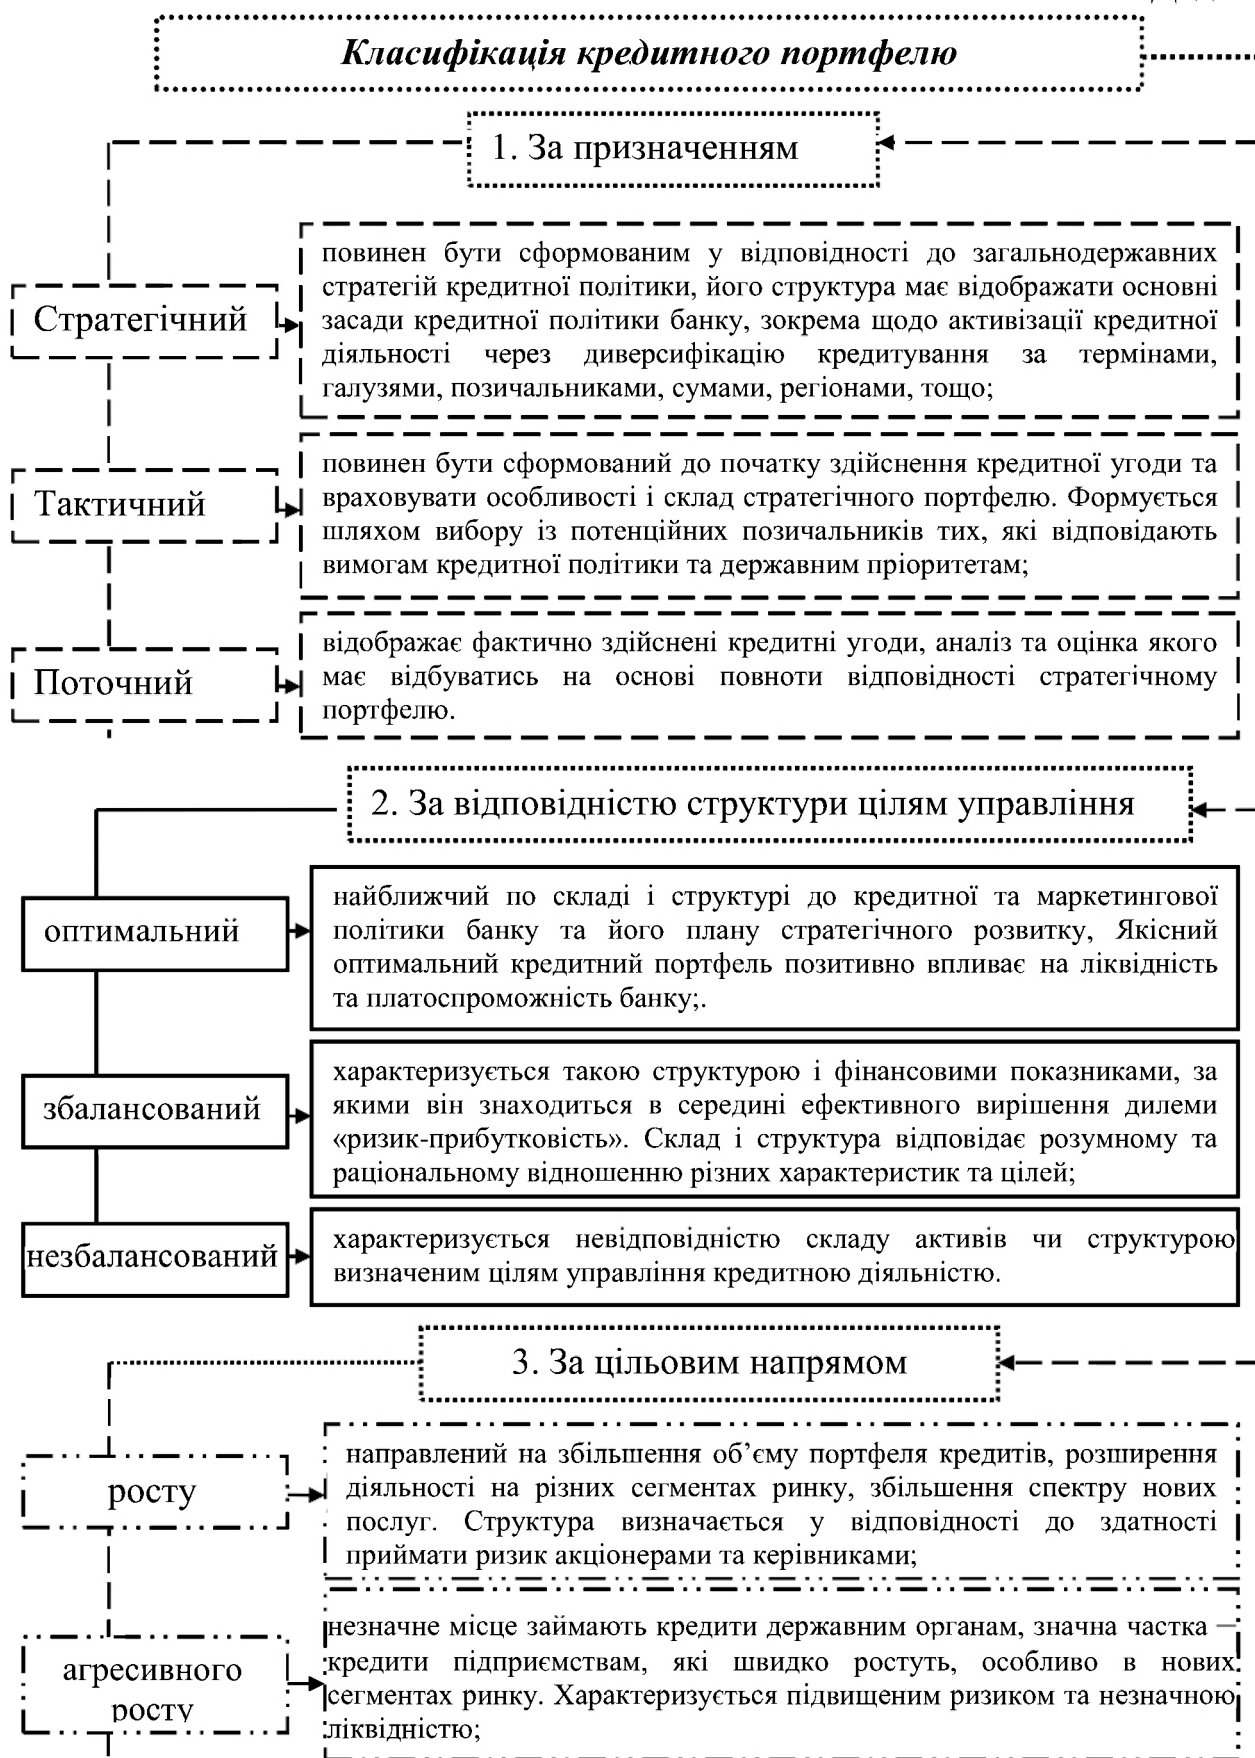 Класифікація кредитного портфелю
1. За призначенням
Стратегічний
повинен бути сформованим у відповідності до загальнодержавних
стратегій кредитної політики, його структура має відображати основні
засади кредитної політики банку, зокрема щодо активізації кредитної
діяльності через диверсифікацію кредитування за термінами,
галузями, позичальниками, сумами, регіонами, тощо;
Тактичний
повинен бути сформований до початку здійснення кредитної угоди та
враховувати особливості і склад стратегічного портфелю. Формується
шляхом вибору із потенційних позичальників тих, які відповідають
вимогам кредитної політики та державним пріоритетам;
Поточний
відображає фактично здійснені кредитні угоди, аналіз та оцінка якого
має відбуватись на основі повноти відповідності стратегічному
портфелю.
2. За відповідністю структури цілям управління
оптимальний
найближчий по складі і структурі до кредитної та маркетингової
політики банку та його плану стратегічного розвитку, Якісний
оптимальний кредитний портфель позитивно впливає на ліквідність
та платоспроможність банку;.
збалансований
характеризується такою структурою і фінансовими показниками, за
якими він знаходиться в середині ефективного вирішення дилеми
«ризик-прибутковість». Склад і структура відповідає розумному та
раціональному відношенню різних характеристик та цілей;
незбалансований
характеризується невідповідністю складу активів чи структурою
визначеним цілям управління кредитною діяльністю.
3. За цільовим напрямом
росту
направлений на збільшення об’єму портфеля кредитів, розширення
діяльності на різних сегментах ринку, збільшення спектру нових
послуг. Структура визначається у відповідності до здатності
приймати ризик акціонерами та керівниками;
агресивного
росту
незначне місце займають кредити державним органам, значна частка –
кредити підприємствам, які швидко ростуть, особливо в нових
сегментах ринку. Характеризується підвищеним ризиком та незначною
ліквідністю;